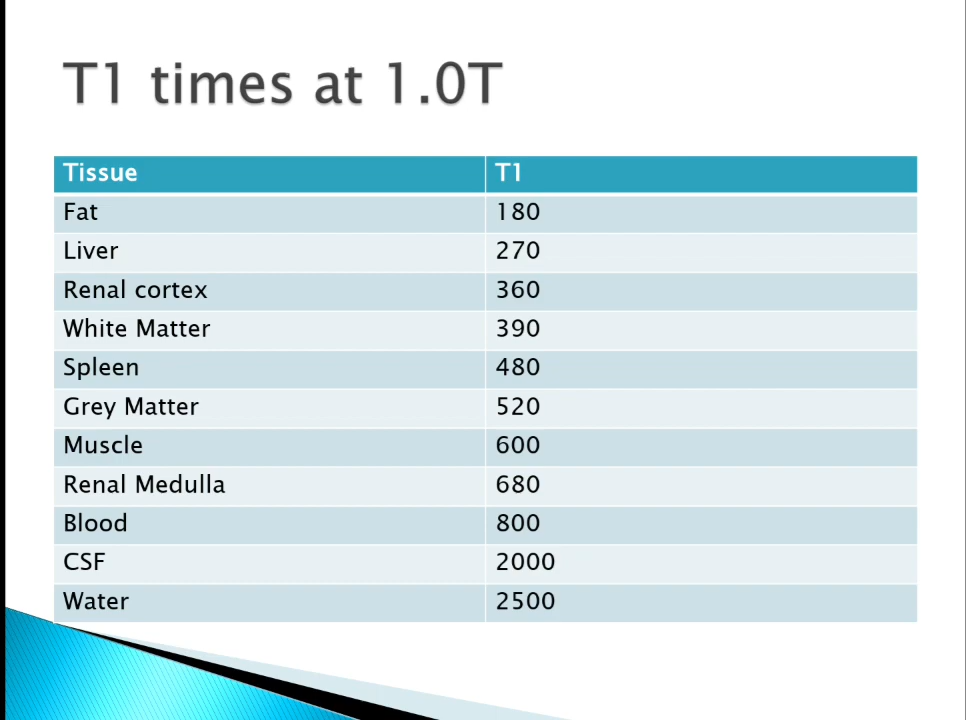 T1 times at 1.0T
Tissue T1
Fat 180
Liver 270
Renal cortex 360
White Matter 390
Spleen 480
Grey Matter 520
Muscle 600
Renal Medulla 680
Blood 800
CSF 2000
Water 2500